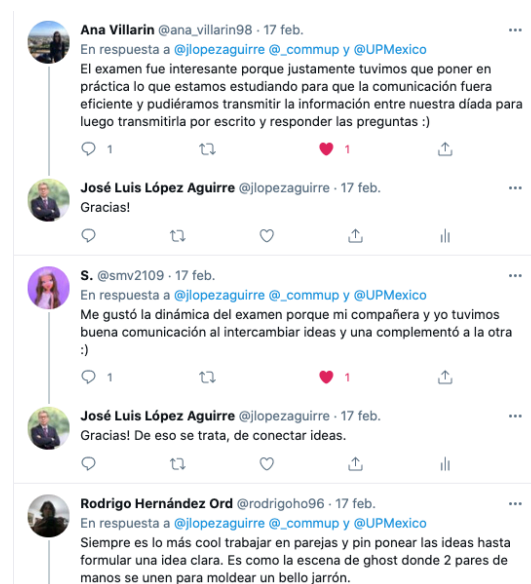 Ana Villarin @ana_villarin98 · 17 feb.
En respuesta a @jlopezaguirre @_commup y @UPMexico
El examen fue interesante porque justamente tuvimos que poner en
práctica lo que estamos estudiando para que la comunicación fuera
eficiente y pudiéramos transmitir la información entre nuestra díada para
luego transmitirla por escrito y responder las preguntas :)
1 1
José Luis López Aguirre @jlopezaguirre · 17 feb.
Gracias!
S. @smv2109 · 17 feb.
En respuesta a @jlopezaguirre @_commup y @UPMexico
Me gustó la dinámica del examen porque mi compañera y yo tuvimos
buena comunicación al intercambiar ideas y una complementó a la otra
:)
1 1
José Luis López Aguirre @jlopezaguirre · 17 feb.
Gracias! De eso se trata, de conectar ideas.
Rodrigo Hernández Ord @rodrigoho96 · 17 feb.
En respuesta a @jlopezaguirre @_commup y @UPMexico
Siempre es lo más cool trabajar en parejas y pin ponear las ideas hasta
formular una idea clara. Es como la escena de ghost donde 2 pares de
manos se unen para moldear un bello jarrón.